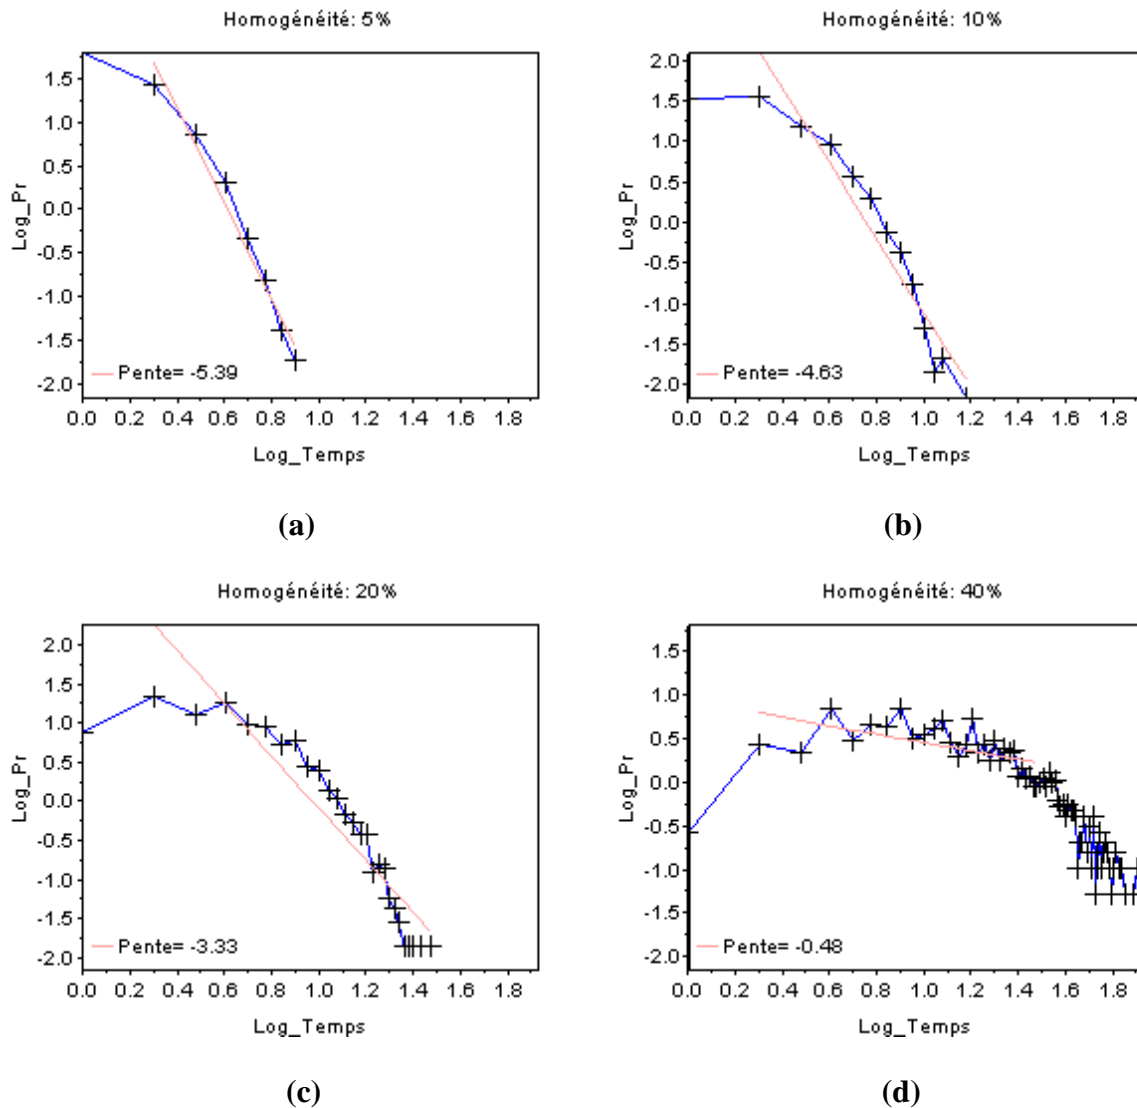 Homogénéité: 5%
Log_Pr
1.5
1.0
0.5
0.0
-0.5
-1.0
-1.5
-2.0
Pente= -5.39
0.0 0.2 0.4 0.6 0.8 1.0 1.2 1.4 1.6 1.8
Log_Temps
(a)
Homogénéité: 10%
Log_Pr
2.0
1.5
1.0
0.5
0.0
-0.5
-1.0
-1.5
-2.0
Pente= -4.63
0.0 0.2 0.4 0.6 0.8 1.0 1.2 1.4 1.6 1.8
Log_Temps
(b)
Homogénéité: 20%
Log_Pr
2.0
1.5
1.0
0.5
0.0
-0.5
-1.0
-1.5
-2.0
Pente= -3.33
0.0 0.2 0.4 0.6 0.8 1.0 1.2 1.4 1.6 1.8
Log_Temps
(c)
Homogénéité: 40%
Log_Pr
1.5
1.0
0.5
0.0
-0.5
-1.0
-1.5
-2.0
Pente= -0.48
0.0 0.2 0.4 0.6 0.8 1.0 1.2 1.4 1.6 1.8
Log_Temps
(d)